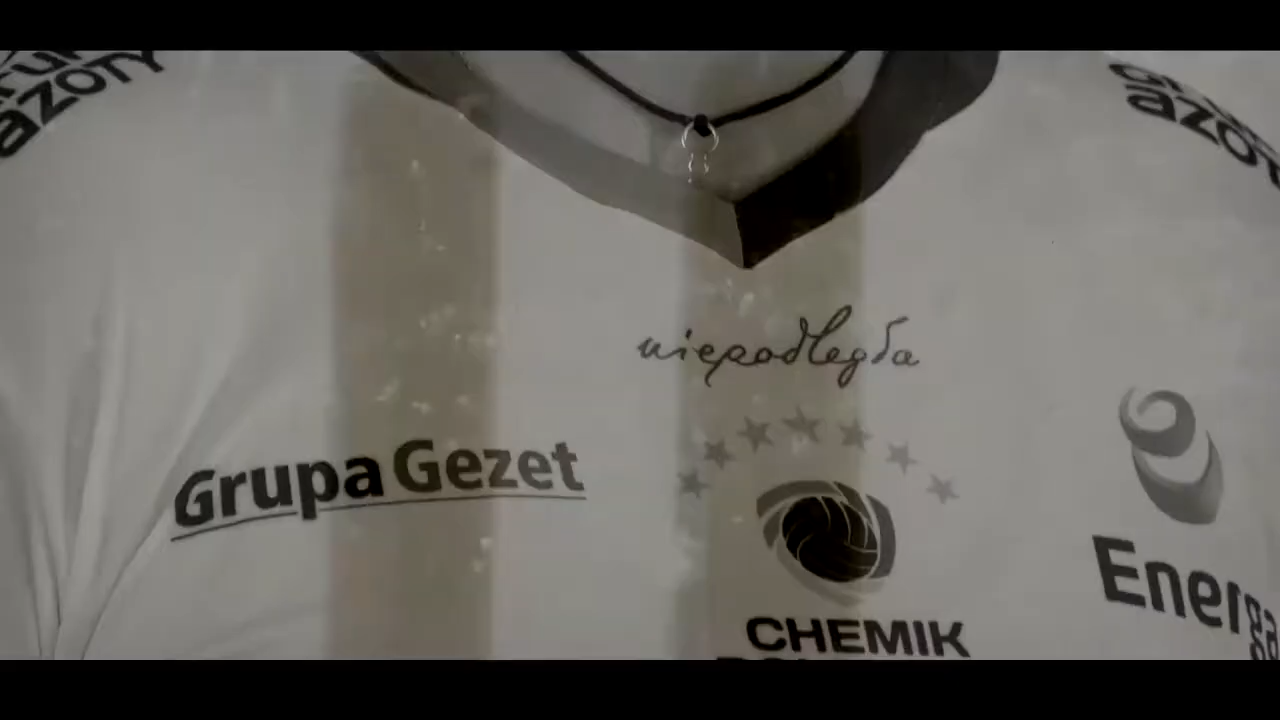 azoty
azoty
niepodległa
Grupa Gezet
CHEMIK
Energa